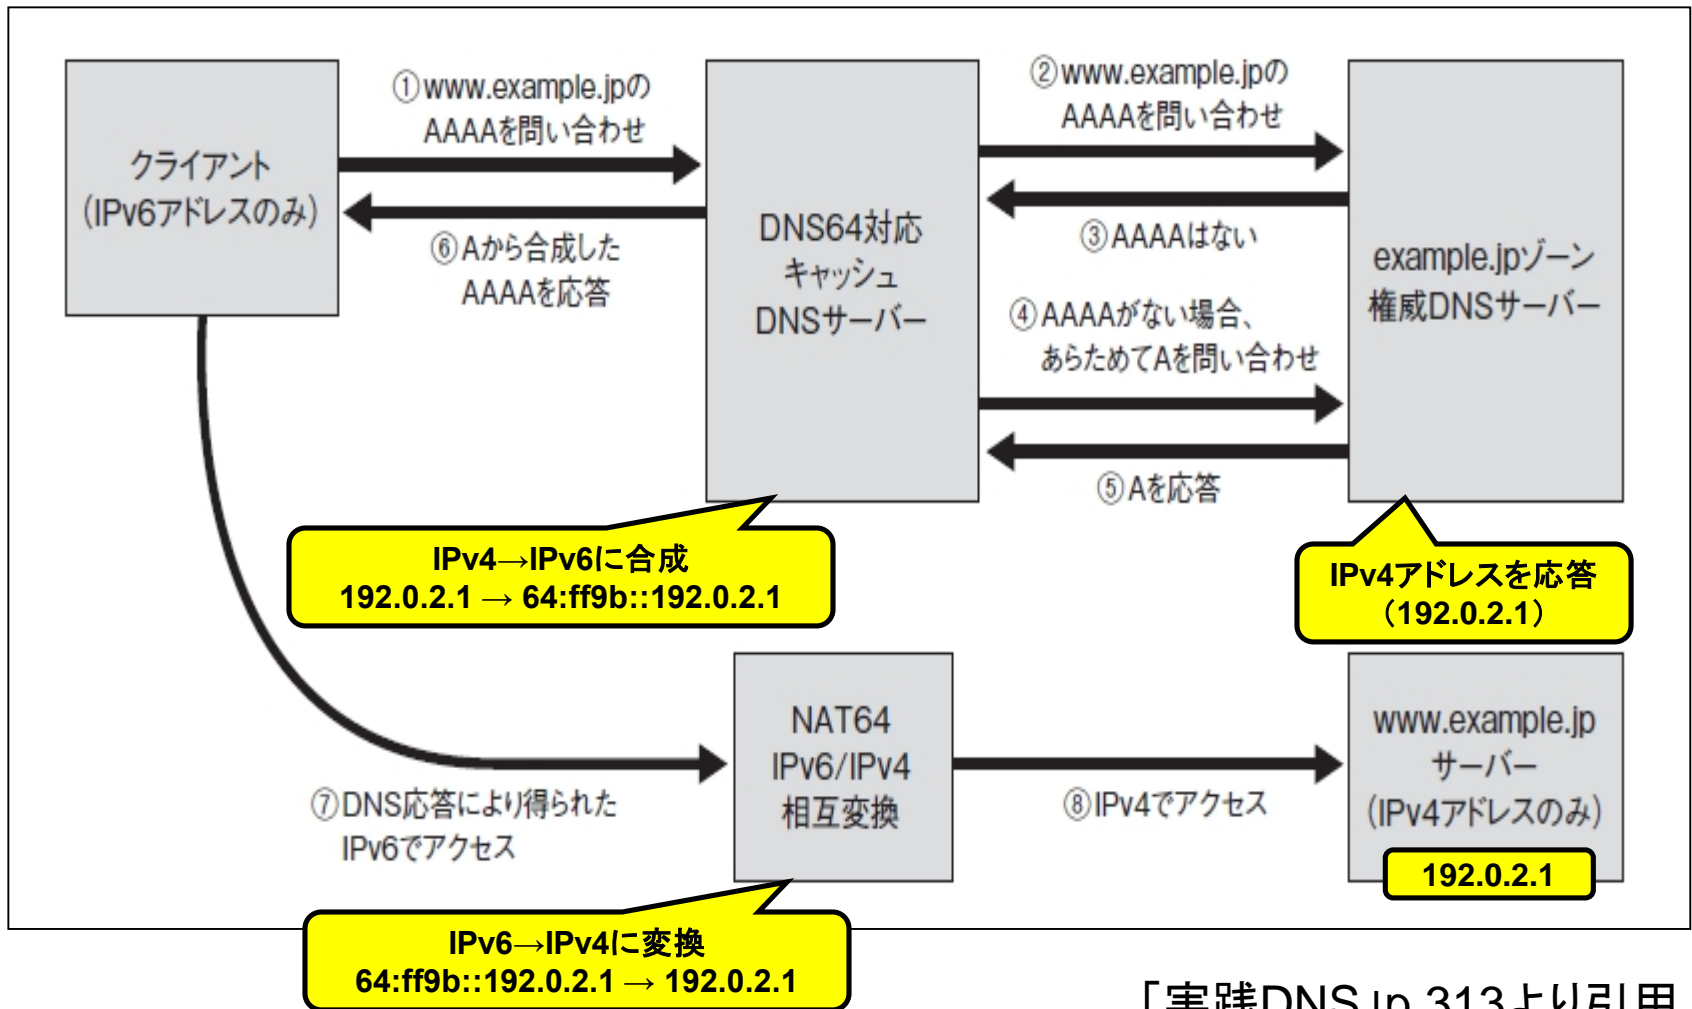 クライアント
(IPv6アドレスのみ)
①www.example.jpの
AAAAを問い合わせ
⑥Aから合成した
AAAAを応答
DNS64対応
キャッシュ
DNSサーバー
②www.example.jpの
AAAAを問い合わせ
③AAAAはない
④AAAAがない場合、
あらためてAを問い合わせ
⑤Aを応答
example.jpゾーン
権威DNSサーバー
IPv4→IPv6に合成
192.0.2.1 → 64:ff9b::192.0.2.1
IPv4アドレスを応答
(192.0.2.1)
⑦DNS応答により得られた
IPv6でアクセス
NAT64
IPv6/IPv4
相互変換
⑧IPv4でアクセス
www.example.jp
サーバー
(IPv4アドレスのみ)
192.0.2.1
IPv6→IPv4に変換
64:ff9b::192.0.2.1 → 192.0.2.1
「実践DNS」p.313より引用